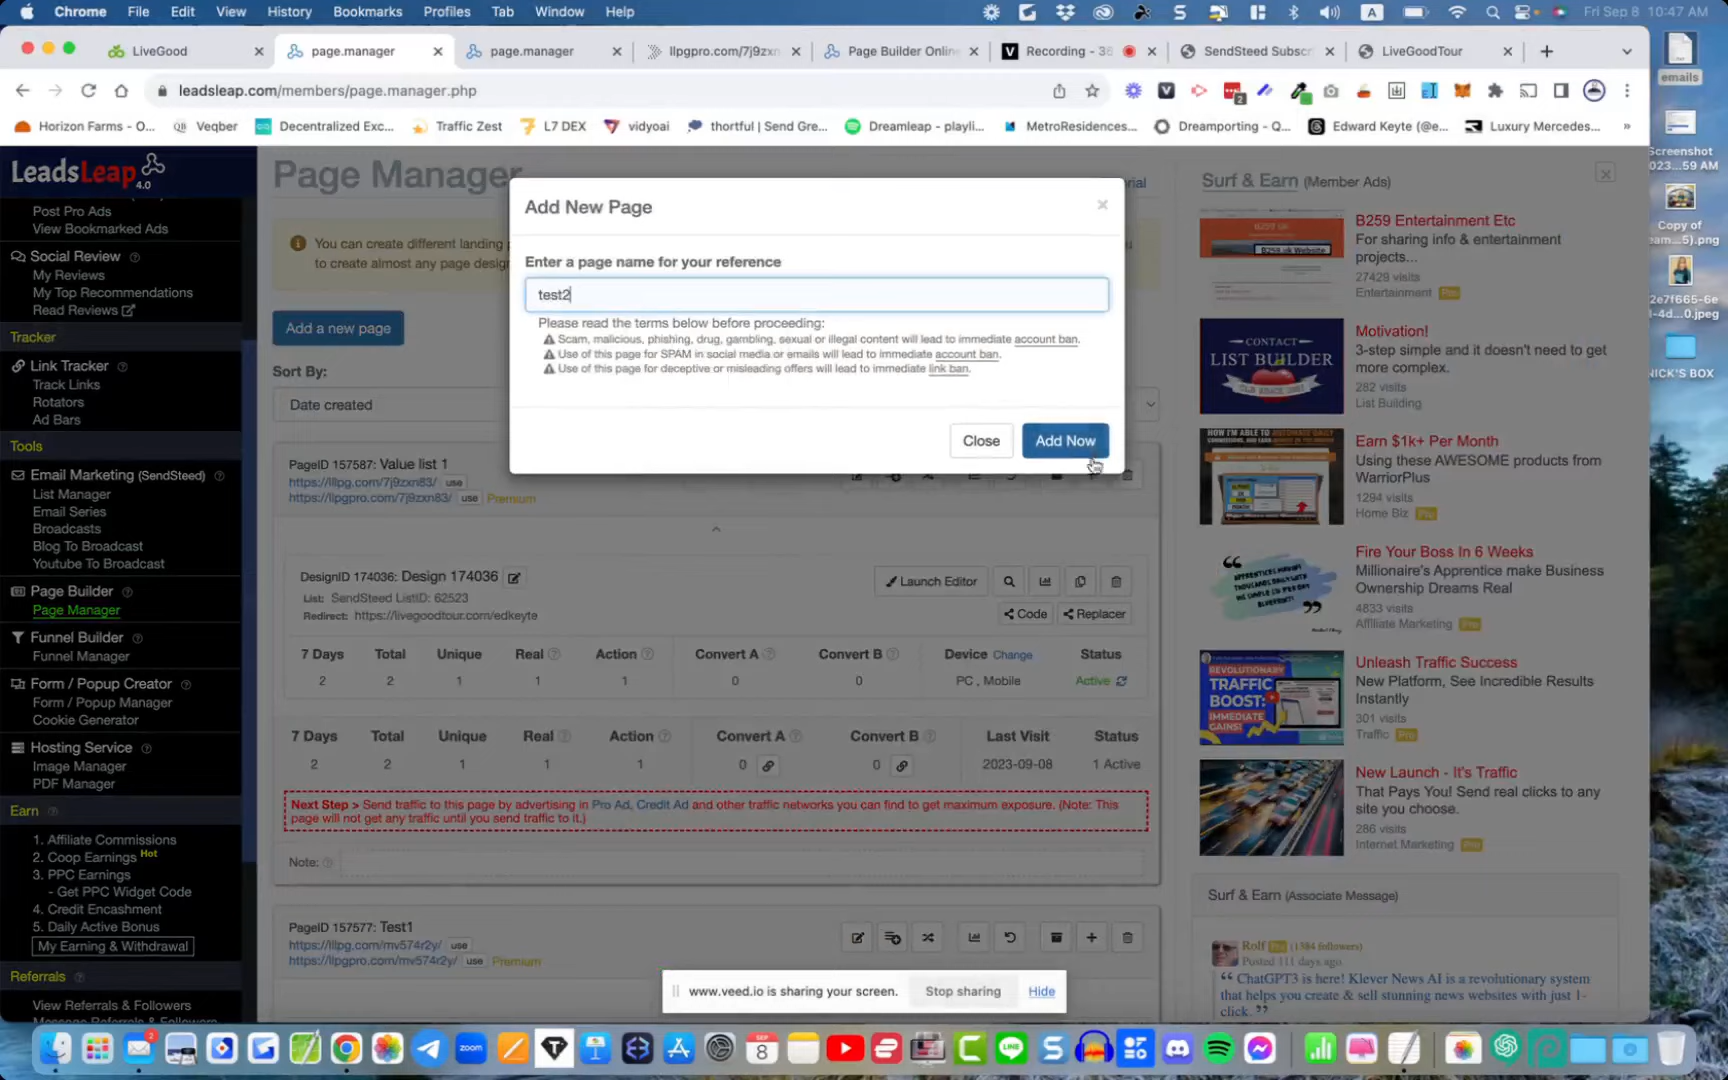 Chrome File Edit View History Bookmarks Profiles Tab Window Help
A Fri Sep 8 10:47 AM
LiveGood page.manager page.manager llpgpro.com/7j9zx Page Builder Onlin Recording - 3 SendSteed Subsc LiveGoodTour
leadsleap.com/members/page.manager.php
Horizon Farms - O... Veqber Decentralized Exc... Traffic Zest L7 DEX vidyoai thortful | Send Gre... Dreamleap - playli... MetroResidences... Dreamporting - Q... Edward Keyte (@e... Luxury Mercedes...
emails
Screenshot
023...59 AM
Copy of
eam...5).png
2e7f665-6e
l-4d...0.jpeg
NICK'S BOX
LeadsLeap 4.0
Post Pro Ads
View Bookmarked Ads
Social Review
My Reviews
My Top Recommendations
Read Reviews
Tracker
Link Tracker
Track Links
Rotators
Ad Bars
Tools
Email Marketing (SendSteed)
List Manager
Email Series
Broadcasts
Blog To Broadcast
Youtube To Broadcast
Page Builder
Page Manager
Funnel Builder
Funnel Manager
Form / Popup Creator
Form / Popup Manager
Cookie Generator
Hosting Service
Image Manager
PDF Manager
Earn
1. Affiliate Commissions
2. Coop Earnings Hot
3. PPC Earnings
- Get PPC Widget Code
4. Credit Encashment
5. Daily Active Bonus
My Earning & Withdrawal
Referrals
View Referrals & Followers
Message Referrals & Followers
Page Manager
orial
You can create different landing p
to create almost any page desig
u
Add a new page
Sort By:
Date created
Add New Page
×
Enter a page name for your reference
test2
Please read the terms below before proceeding:
Scam, malicious, phishing, drug, gambling, sexual or illegal content will lead to immediate account ban.
Use of this page for SPAM in social media or emails will lead to immediate account ban.
Use of this page for deceptive or misleading offers will lead to immediate link ban.
Close Add Now
PageID 157587: Value list 1
https://llpg.com/7j9zxn83/ use
https://llpgpro.com/7j9zxn83/ use Premium
DesignID 174036: Design 174036
Launch Editor
List: SendSteed ListID: 62523
Redirect: https://livegoodtour.com/edkeyte
Code Replacer
7 Days Total Unique Real Action Convert A Convert B Device Change Status
2 2 1 1 1 0 0 PC , Mobile Active
7 Days Total Unique Real Action Convert A Convert B Last Visit Status
2 2 1 1 1 0 0 2023-09-08 1 Active
Next Step > Send traffic to this page by advertising in Pro Ad, Credit Ad and other traffic networks you can find to get maximum exposure. (Note: This
page will not get any traffic until you send traffic to it.)
Note:
PageID 157577: Test1
https://llpg.com/mv574r2y/ use
https://llpgpro.com/mv574r2y/ use Premium
Surf & Earn (Member Ads)
B259 Entertainment Etc
For sharing info & entertainment
projects...
27429 visits
Entertainment Pro
Motivation!
3-step simple and it doesn't need to get
more complex.
282 visits
List Building
CONTACT,
LIST BUILDER
Earn $1k+ Per Month
Using these AWESOME products from
WarriorPlus
1294 visits
Home Biz Pro
Fire Your Boss In 6 Weeks
Millionaire's Apprentice make Business
Ownership Dreams Real
4833 visits
Affiliate Marketing Pro
Unleash Traffic Success
New Platform, See Incredible Results
Instantly
301 visits
Traffic Pro
REVOLUTIONARY
TRAFFIC
BOOST:
IMMEDIATE
GAINS!
New Launch - It's Traffic
That Pays You! Send real clicks to any
site you choose.
286 visits
Internet Marketing Pro
Surf & Earn (Associate Message)
Rolf Pro (1584 followers)
Posted 111 days ago
“ ChatGPT3 is here! Klever News AI is a revolutionary system
that helps you create & sell stunning news websites with just 1-
click. ”
www.veed.io is sharing your screen. Stop sharing Hide